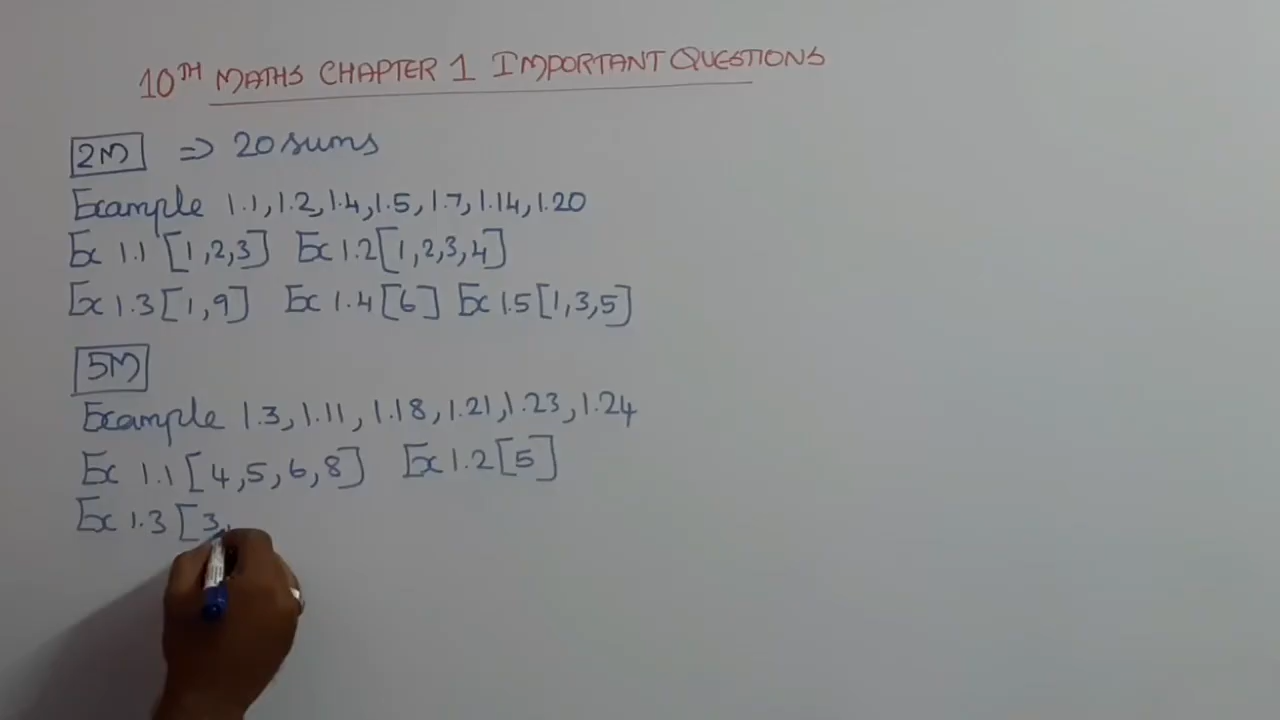 10TH MATHS CHAPTER 1 IMPORTANT QUESTIONS
2M => 20 sums
Example 1.1, 1.2, 1.4, 1.5, 1.7, 1.14, 1.20
Ex 1.1 [1,2,3] Ex 1.2 [1,2,3,4]
Ex 1.3 [1,9] Ex 1.4 [6] Ex 1.5 [1,3,5]
5M
Example 1.3, 1.11, 1.18, 1.21, 1.23, 1.24
Ex 1.1 [4,5,6,8] Ex 1.2 [5]
Ex 1.3 [3,